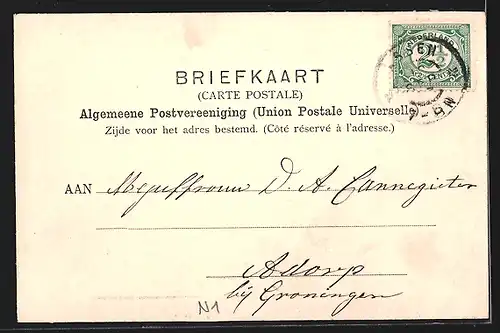 NEDERLAND
BRIEFKAART
(CARTE POSTALE)
Algemeene Postvereeniging (Union Postale Universelle)
Zijde voor het adres bestemd. (Côté réservé à l'adresse.)
AAN Mejuffrouw D. A. Cannegieter
Adorp
bij Groningen
N1